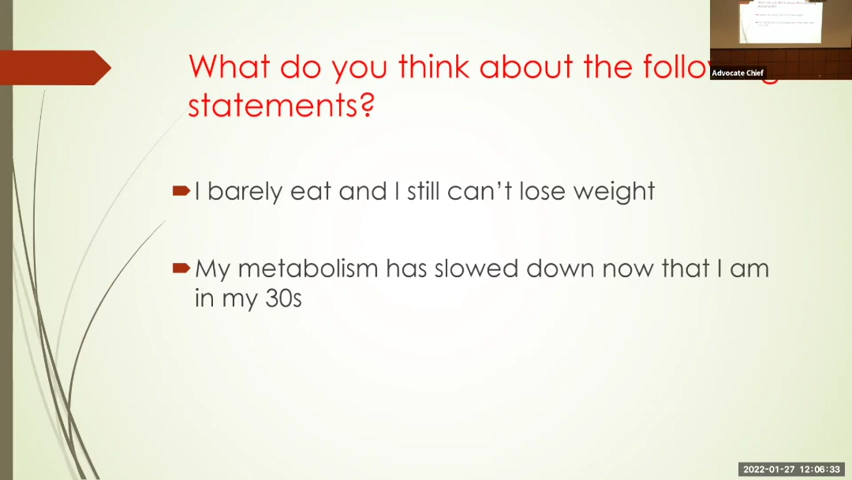 What do you think about the
statements?
I barely eat and I still can't lose weight
My metabolism has slowed down now that I am
in my 30s
Advocate Chief
2022-01-27 12:06:33